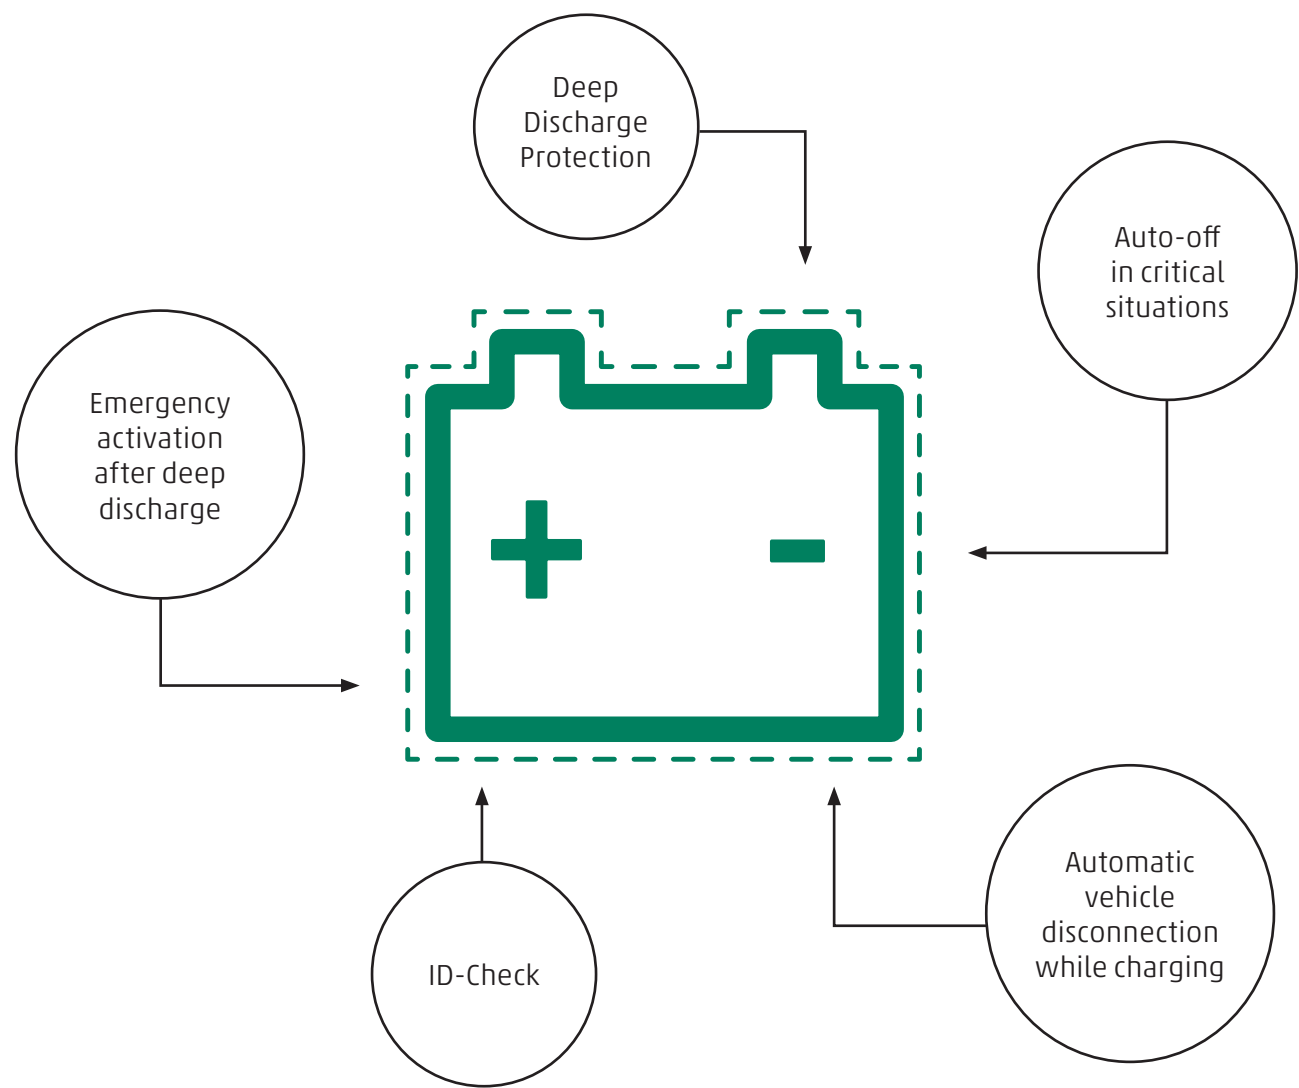 Deep
Discharge
Protection
Auto-off
in critical
situations
Emergency
activation
after deep
discharge
+
-
Automatic
vehicle
disconnection
while charging
ID-Check